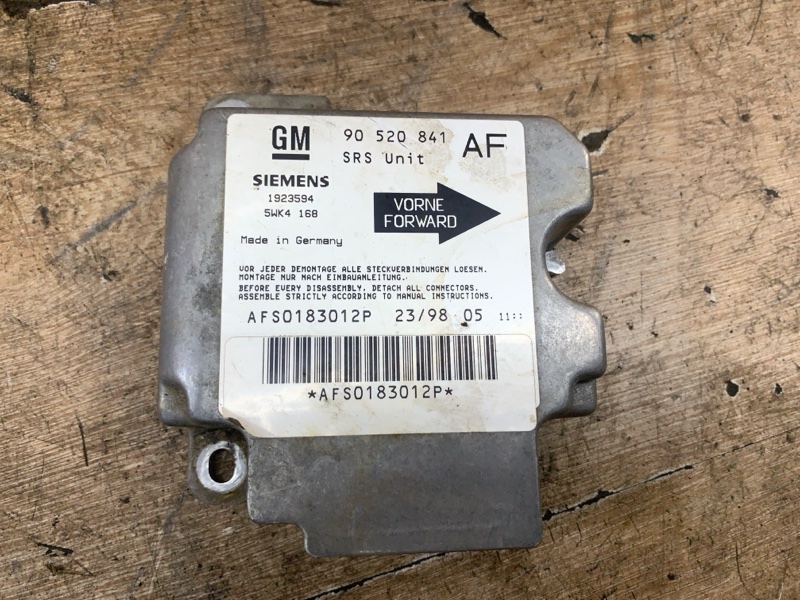 GM 90 520 841 AF
SRS Unit
SIEMENS
1923594
5WK4 168
VORNE
FORWARD
Made in Germany
VOR JEDER DEMONTAGE ALLE STECKVERBINDUNGEN LOESEN.
MONTAGE NUR NACH EINBAUANLEITUNG.
BEFORE EVERY DISASSEMBLY, DETACH ALL CONNECTORS.
ASSEMBLE STRICTLY ACCORDING TO MANUAL INSTRUCTIONS.
AFS0183012P 23/98 05 11::
*AFS0183012P*